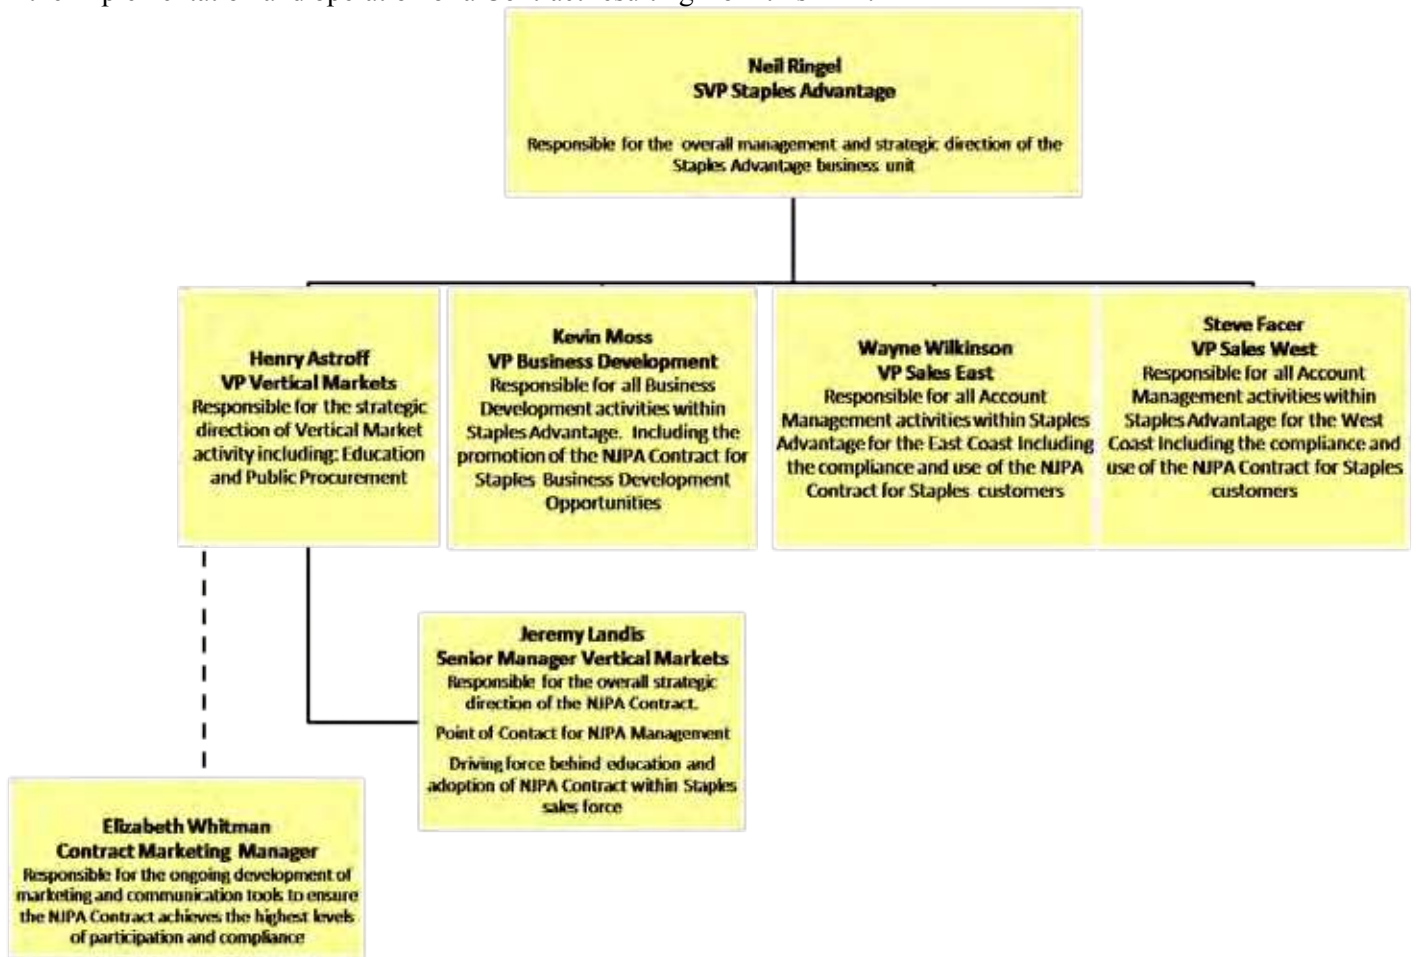 Neil Ringel
SVP Staples Advantage
Responsible for the overall management and strategic direction of the
Staples Advantage business unit
Henry Astroff
VP Vertical Markets
Responsible for the strategic
direction of Vertical Market
activity including: Education
and Public Procurement
Kevin Moss
VP Business Development
Responsible for all Business
Development activities within
Staples Advantage. Including the
promotion of the NJPA Contract for
Staples Business Development
Opportunities
Wayne Wilkinson
VP Sales East
Responsible for all Account
Management activities within Staples
Advantage for the East Coast Including
the compliance and use of the NJPA
Contract for Staples customers
Steve Facer
VP Sales West
Responsible for all Account
Management activities within
Staples Advantage for the West
Coast Including the compliance and
use of the NJPA Contract for Staples
customers
Jeremy Landis
Senior Manager Vertical Markets
Responsible for the overall strategic
direction of the NJPA Contract.
Point of Contact for NJPA Management
Driving force behind education and
adoption of NJPA Contract within Staples
sales force
Elizabeth Whitman
Contract Marketing Manager
Responsible for the ongoing development of
marketing and communication tools to ensure
the NJPA Contract achieves the highest levels
of participation and compliance